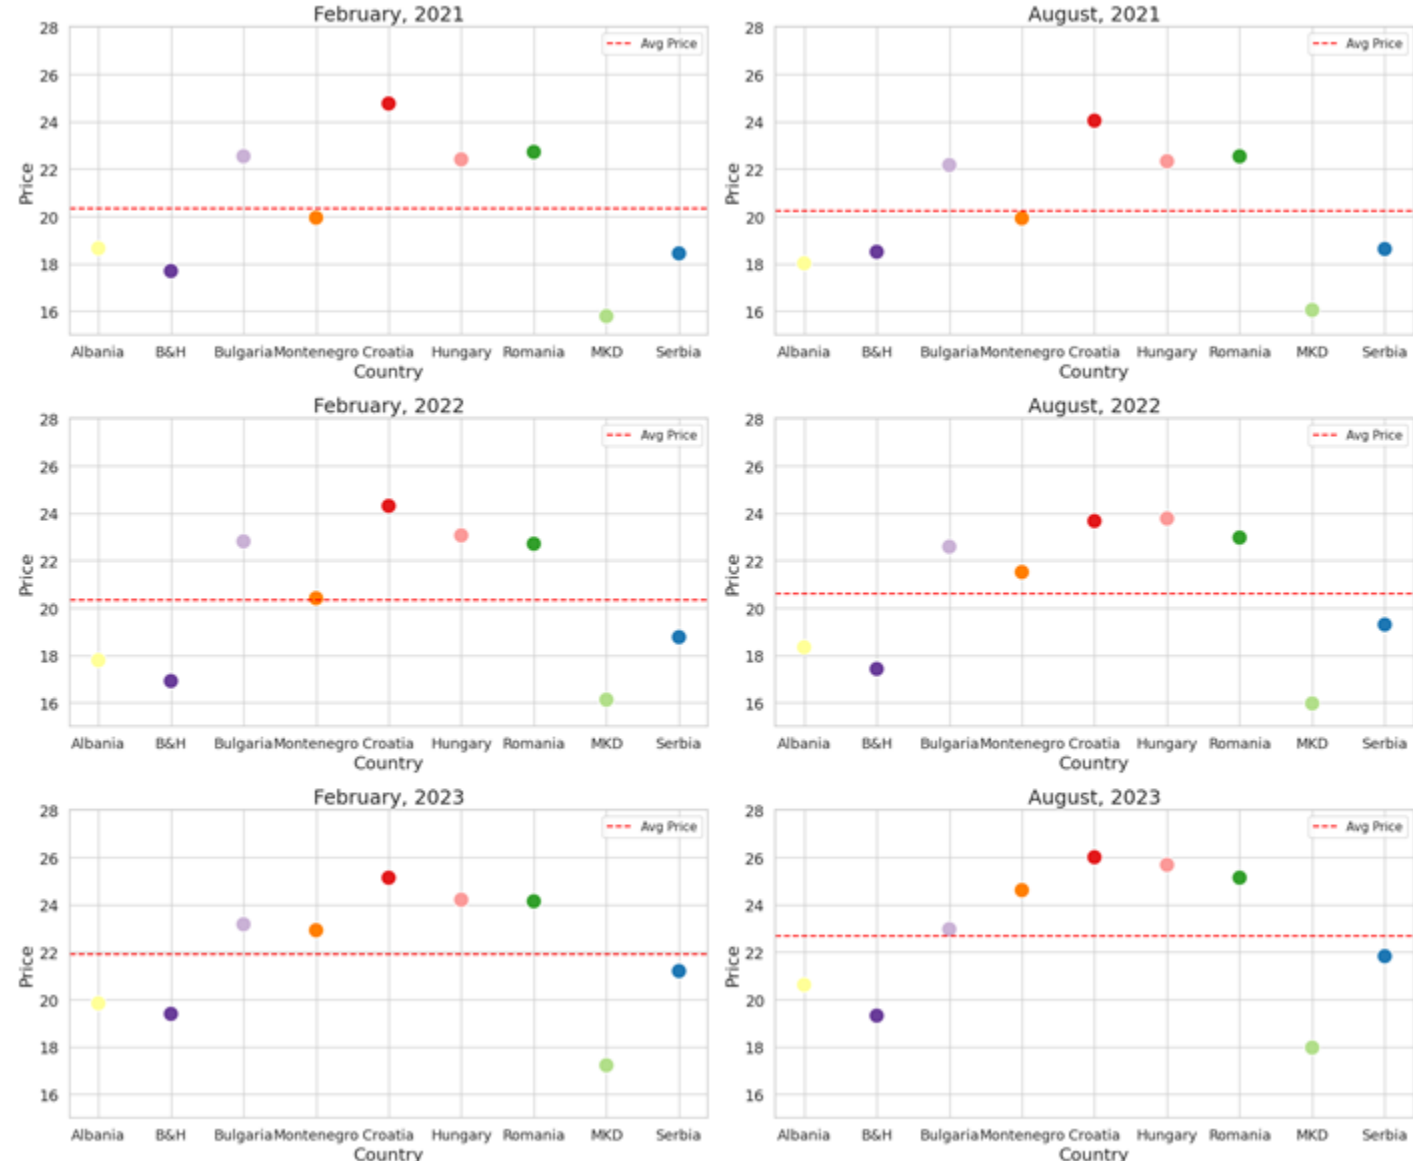 February, 2021
28
26
24
22
20
18
16
Price
Avg Price
Albania B&H Bulgaria Montenegro Croatia Hungary Romania MKD Serbia
Country
August, 2021
28
26
24
22
20
18
16
Price
Avg Price
Albania B&H Bulgaria Montenegro Croatia Hungary Romania MKD Serbia
Country
February, 2022
28
26
24
22
20
18
16
Price
Avg Price
Albania B&H Bulgaria Montenegro Croatia Hungary Romania MKD Serbia
Country
August, 2022
28
26
24
22
20
18
16
Price
Avg Price
Albania B&H Bulgaria Montenegro Croatia Hungary Romania MKD Serbia
Country
February, 2023
28
26
24
22
20
18
16
Price
Avg Price
Albania B&H Bulgaria Montenegro Croatia Hungary Romania MKD Serbia
Country
August, 2023
28
26
24
22
20
18
16
Price
Avg Price
Albania B&H Bulgaria Montenegro Croatia Hungary Romania MKD Serbia
Country